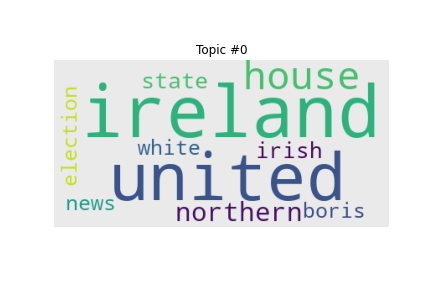 Topic #0
house
state
ireland
election
white
irish
united
news
northern
boris